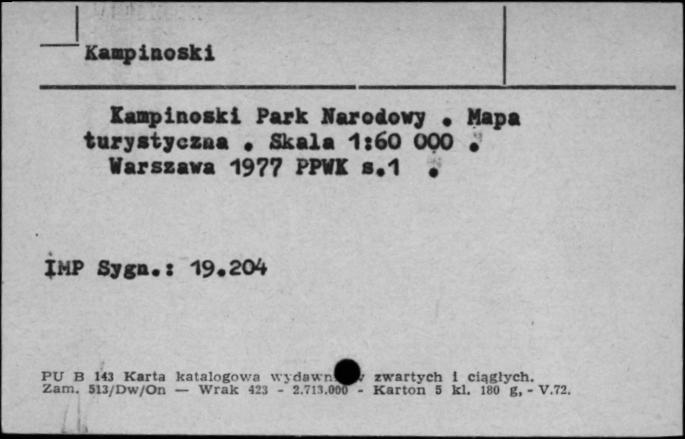 Kampinoski
Kampinoski Park Narodowy . Mapa
turystyczna . Skala 1:60 000 .
Warszawa 1977 PPWK s.1 .
IMP Sygn.: 19.204
PU B 143 Karta katalogowa zwartych i ciągłych.
Zam. 513/Dw/On — Wrak 423 - 2.713.000 - Karton 5 kl. 180 g, - V.72.